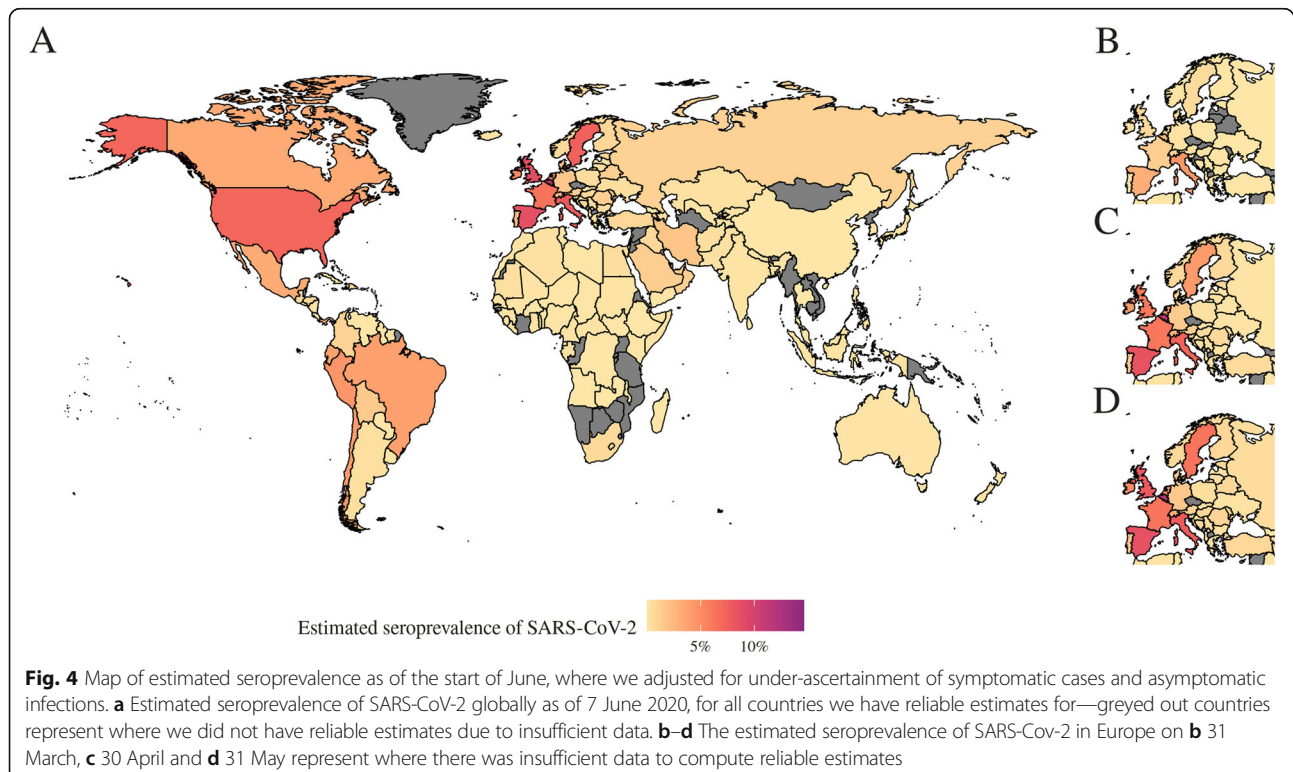 A
B
C
D
Estimated seroprevalence of SARS-CoV-2
5% 10%
Fig. 4 Map of estimated seroprevalence as of the start of June, where we adjusted for under-ascertainment of symptomatic cases and asymptomatic
infections. a Estimated seroprevalence of SARS-CoV-2 globally as of 7 June 2020, for all countries we have reliable estimates for—greyed out countries
represent where we did not have reliable estimates due to insufficient data. b–d The estimated seroprevalence of SARS-Cov-2 in Europe on b 31
March, c 30 April and d 31 May represent where there was insufficient data to compute reliable estimates